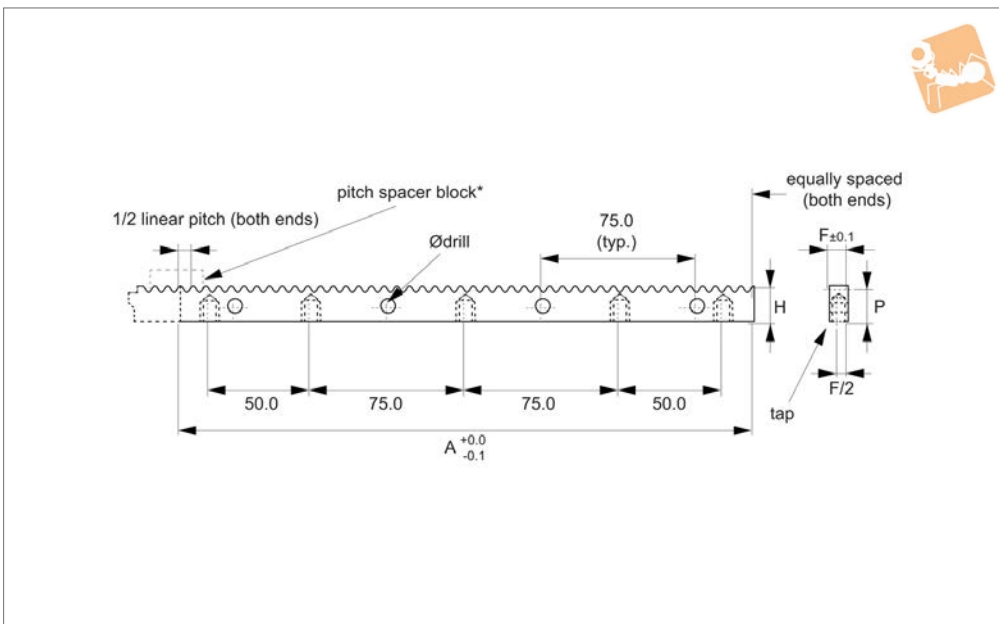 equally spaced
(both ends)
pitch spacer block*
1/2 linear pitch (both ends)
75.0
(typ.)
Ødrill
F±0.1
H
P
50.0
75.0
75.0
50.0
F/2
tap
A +0.0
-0.1